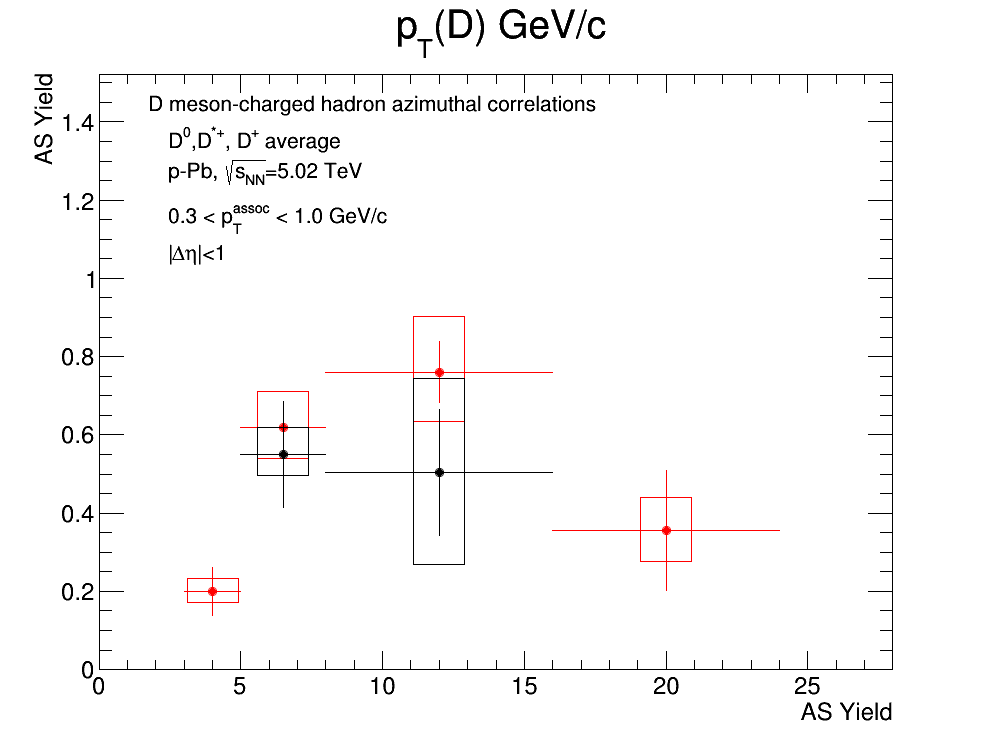 p_T(D) GeV/c
AS Yield
D meson-charged hadron azimuthal correlations
D^0,D^*+, D^+ average
p-Pb, √s_NN=5.02 TeV
0.3 < p_T^assoc < 1.0 GeV/c
|Δη|<1
1.4
1.2
1
0.8
0.6
0.4
0.2
0
0 5 10 15 20 25
AS Yield